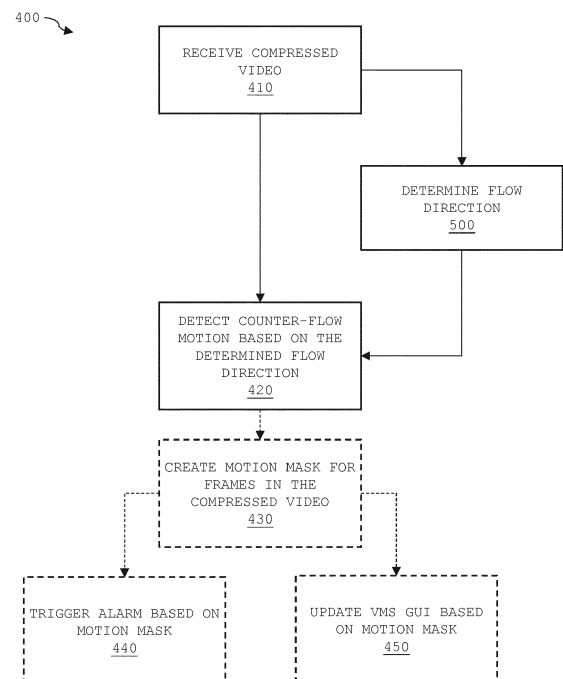 400
RECEIVE COMPRESSED
VIDEO
410
DETERMINE FLOW
DIRECTION
500
DETECT COUNTER-FLOW
MOTION BASED ON THE
DETERMINED FLOW
DIRECTION
420
CREATE MOTION MASK FOR
FRAMES IN THE
COMPRESSED VIDEO
430
TRIGGER ALARM BASED ON
MOTION MASK
440
UPDATE VMS GUI BASED
ON MOTION MASK
450